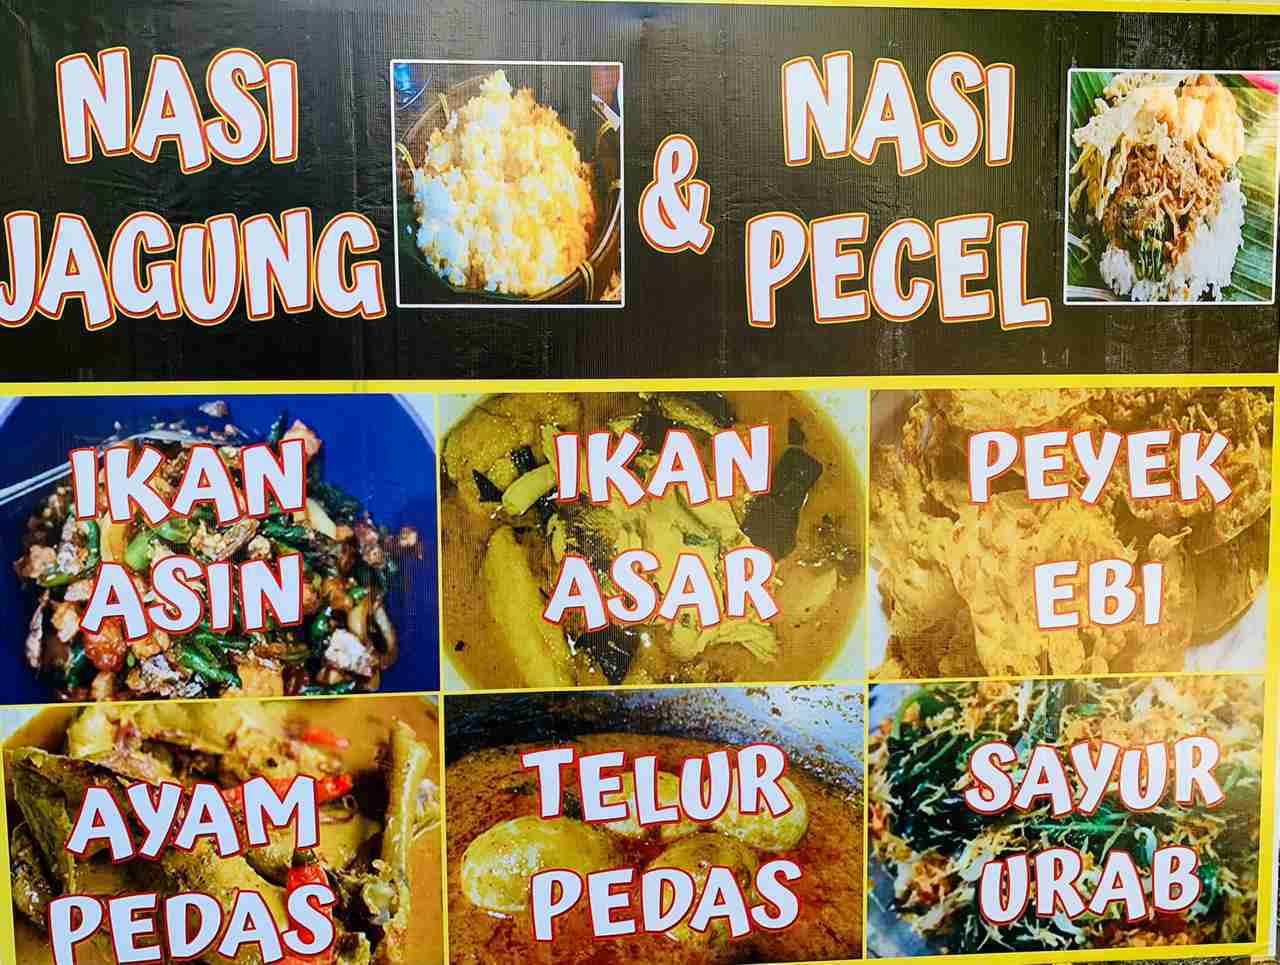 NASI
JAGUNG
&
NASI
PECEL
IKAN
ASIN
IKAN
ASAR
PEYEK
EBI
AYAM
PEDAS
TELUR
PEDAS
SAYUR
URAB